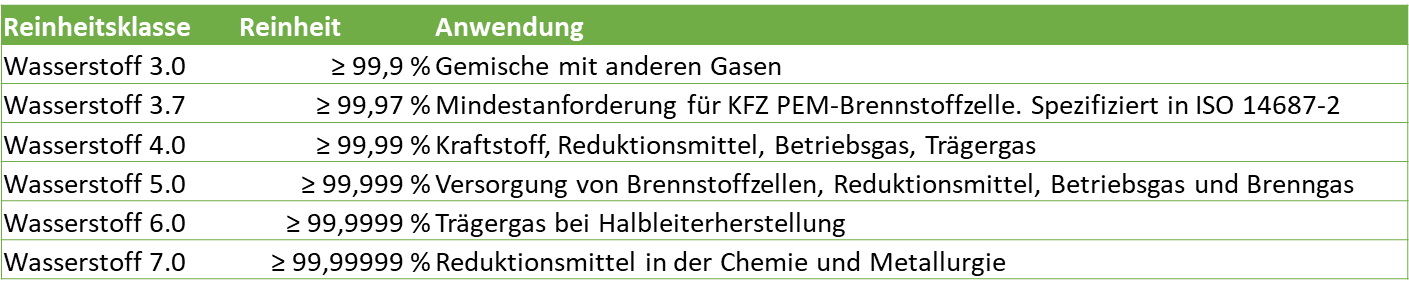 Reinheitsklasse Reinheit Anwendung
Wasserstoff 3.0 ≥ 99,9 % Gemische mit anderen Gasen
Wasserstoff 3.7 ≥ 99,97 % Mindestanforderung für KFZ PEM-Brennstoffzelle. Spezifiziert in ISO 14687-2
Wasserstoff 4.0 ≥ 99,99 % Kraftstoff, Reduktionsmittel, Betriebsgas, Trägergas
Wasserstoff 5.0 ≥ 99,999 % Versorgung von Brennstoffzellen, Reduktionsmittel, Betriebsgas und Brenngas
Wasserstoff 6.0 ≥ 99,9999 % Trägergas bei Halbleiterherstellung
Wasserstoff 7.0 ≥ 99,99999 % Reduktionsmittel in der Chemie und Metallurgie